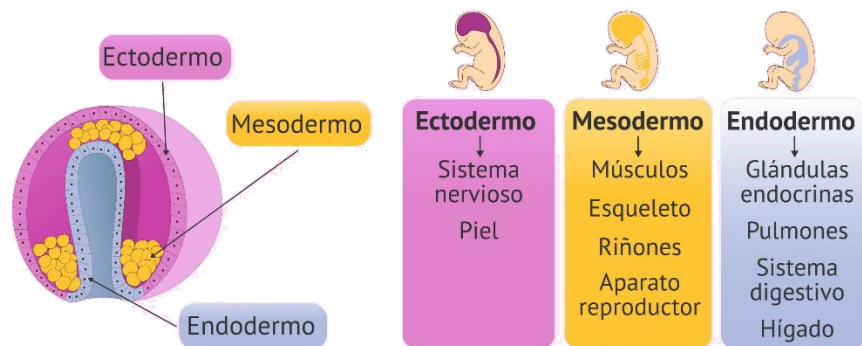 Ectodermo
Mesodermo
Endodermo
Ectodermo
Sistema
nervioso
Piel
Mesodermo
Músculos
Esqueleto
Riñones
Aparato
reproductor
Endodermo
Glándulas
endocrinas
Pulmones
Sistema
digestivo
Hígado